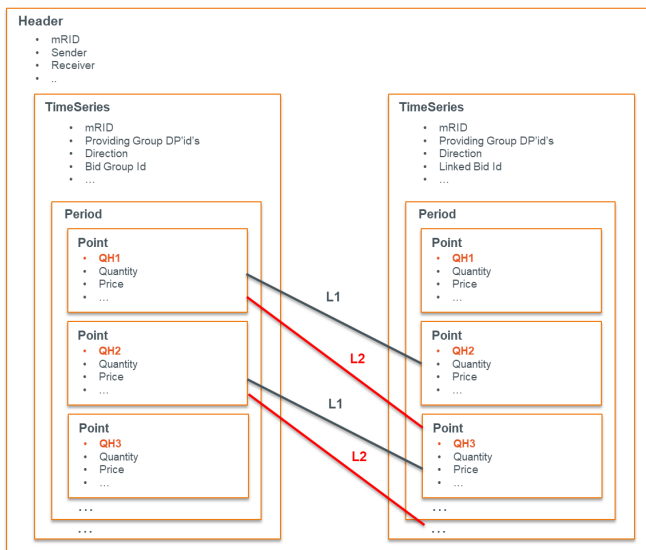 Header
• mRID
• Sender
• Receiver
• ..
TimeSeries
• mRID
• Providing Group DP'id's
• Direction
• Bid Group Id
• ...
Period
Point
• QH1
• Quantity
• Price
• ...
Point
• QH2
• Quantity
• Price
• ...
Point
• QH3
• Quantity
• Price
• ...
...
...
L1
L2
L1
L2
TimeSeries
• mRID
• Providing Group DP'id's
• Direction
• Linked Bid Id
• ...
Period
Point
• QH1
• Quantity
• Price
• ...
Point
• QH2
• Quantity
• Price
• ...
Point
• QH3
• Quantity
• Price
• ...
...
...